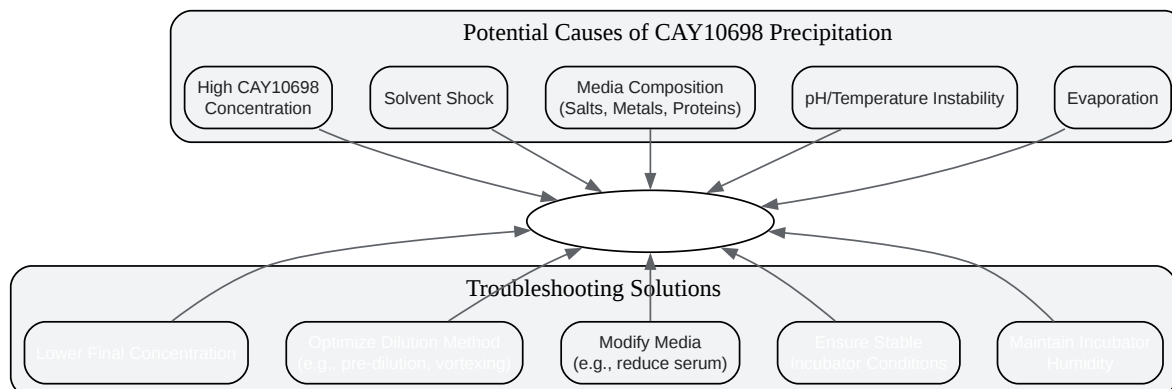 Potential Causes of CAY10698 Precipitation
High CAY10698
Concentration
Solvent Shock
Media Composition
(Salts, Metals, Proteins)
pH/Temperature Instability
Evaporation
Troubleshooting Solutions
Lower Final Concentration
Optimize Dilution Method
(e.g., pre-dilution, vortexing)
Modify Media
(e.g., reduce serum)
Ensure Stable
Incubator Conditions
Maintain Incubator
Humidity